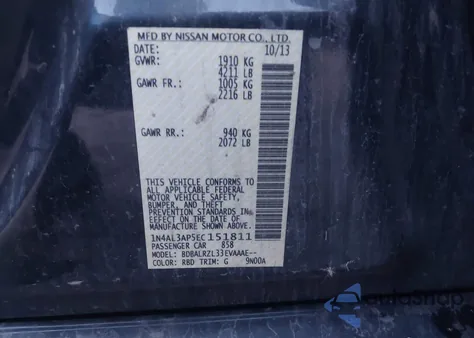 MFD BY NISSAN MOTOR CO., LTD.
DATE: 10/13
GVWR: 1910 KG
4211 LB
GAWR FR.: 1005 KG
2216 LB
GAWR RR.: 940 KG
2072 LB
THIS VEHICLE CONFORMS TO
ALL APPLICABLE FEDERAL
MOTOR VEHICLE SAFETY,
BUMPER, AND THEFT
PREVENTION STANDARDS IN
EFFECT ON THE DATE OF
MANUFACTURE SHOWN ABOVE.
1N4AL3AP5EC151811
PASSENGER CAR 858
MODEL: BDBALRZL33EVAAAE--
COLOR: RBD TRIM: G 9N00A
autoshop
by